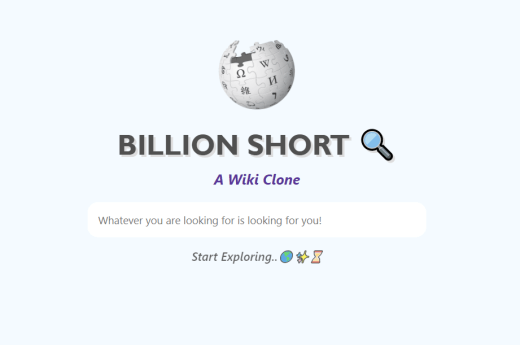 Ω W И
維
BILLION SHORT 🔍
A Wiki Clone
Whatever you are looking for is looking for you!
Start Exploring..🌍✨⏳